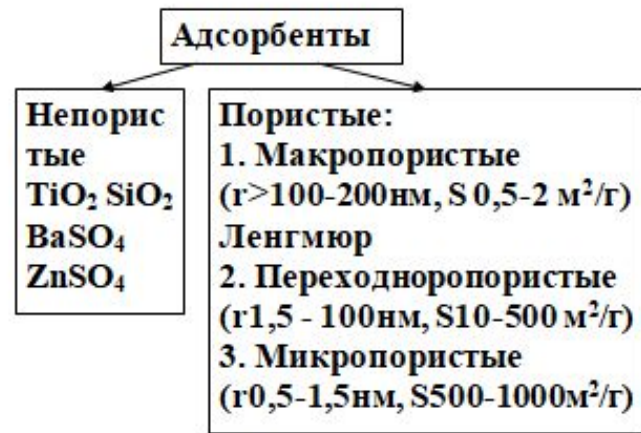 Адсорбенты
Непорис
тые
TiO₂ SiO₂
BaSO₄
ZnSO₄
Пористые:
1. Макропористые
(r>100-200нм, S 0,5-2 м²/г)
Ленгмюр
2. Переходноропористые
(r1,5 - 100нм, S10-500 м²/г)
3. Микропористые
(r0,5-1,5нм, S500-1000м²/г)